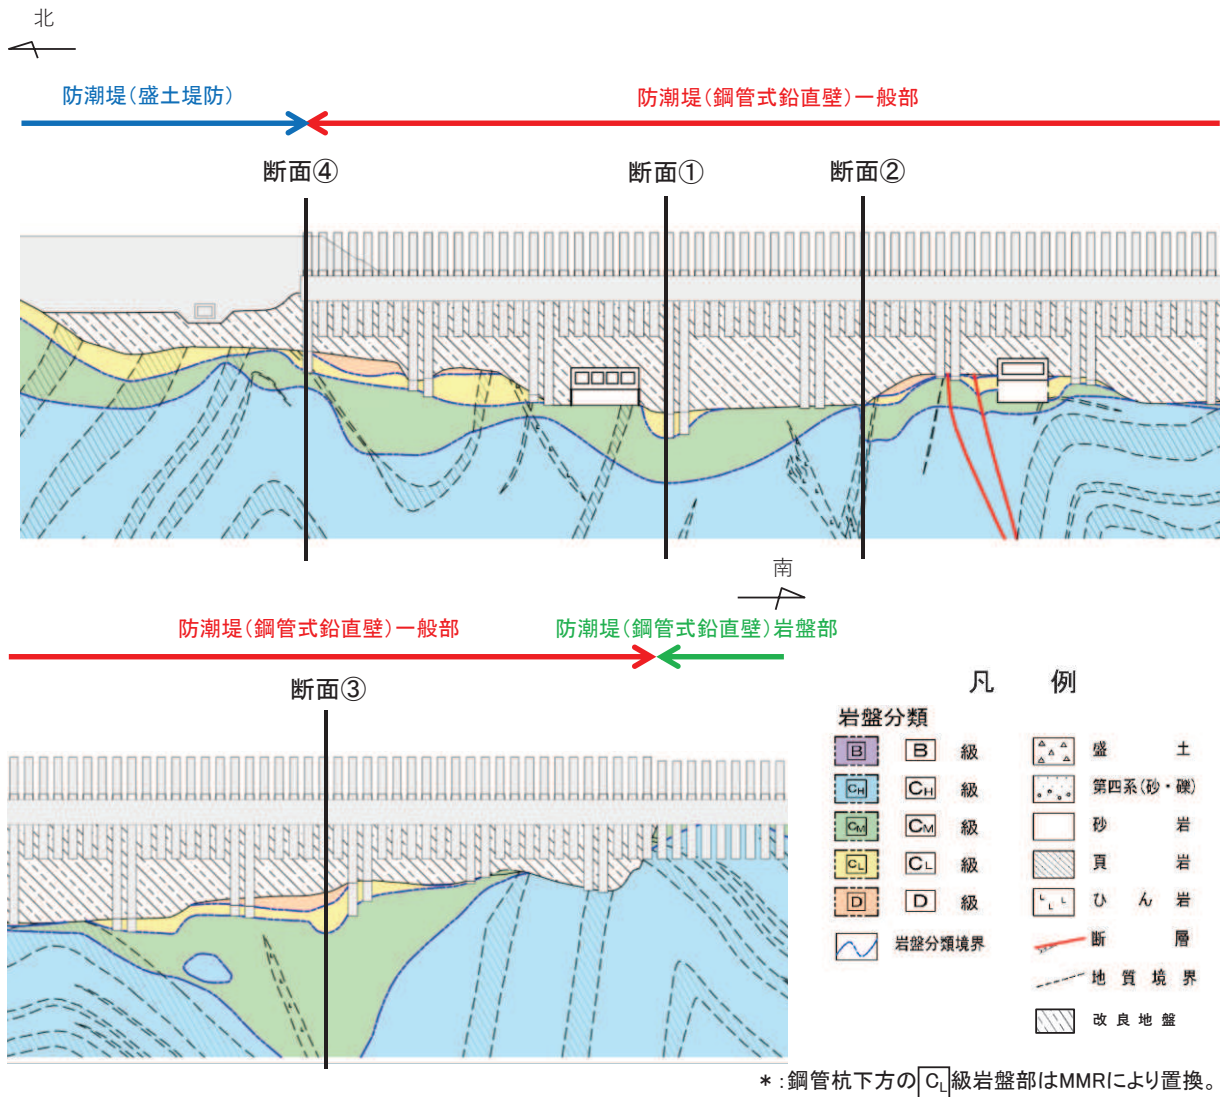 北
防潮堤（盛土堤防）
防潮堤（鋼管式鉛直壁）一般部
断面④
断面①
断面②
南
防潮堤（鋼管式鉛直壁）一般部
防潮堤（鋼管式鉛直壁）岩盤部
断面③
凡 例
岩盤分類
B B 級
CH CH 級
CM CM 級
CL CL 級
D D 級
岩盤分類境界
盛 土
第四系（砂・礫）
砂 岩
頁 岩
ひ ん 岩
断 層
地 質 境 界
改 良 地 盤
＊：鋼管杭下方のCL級岩盤部はMMRにより置換。